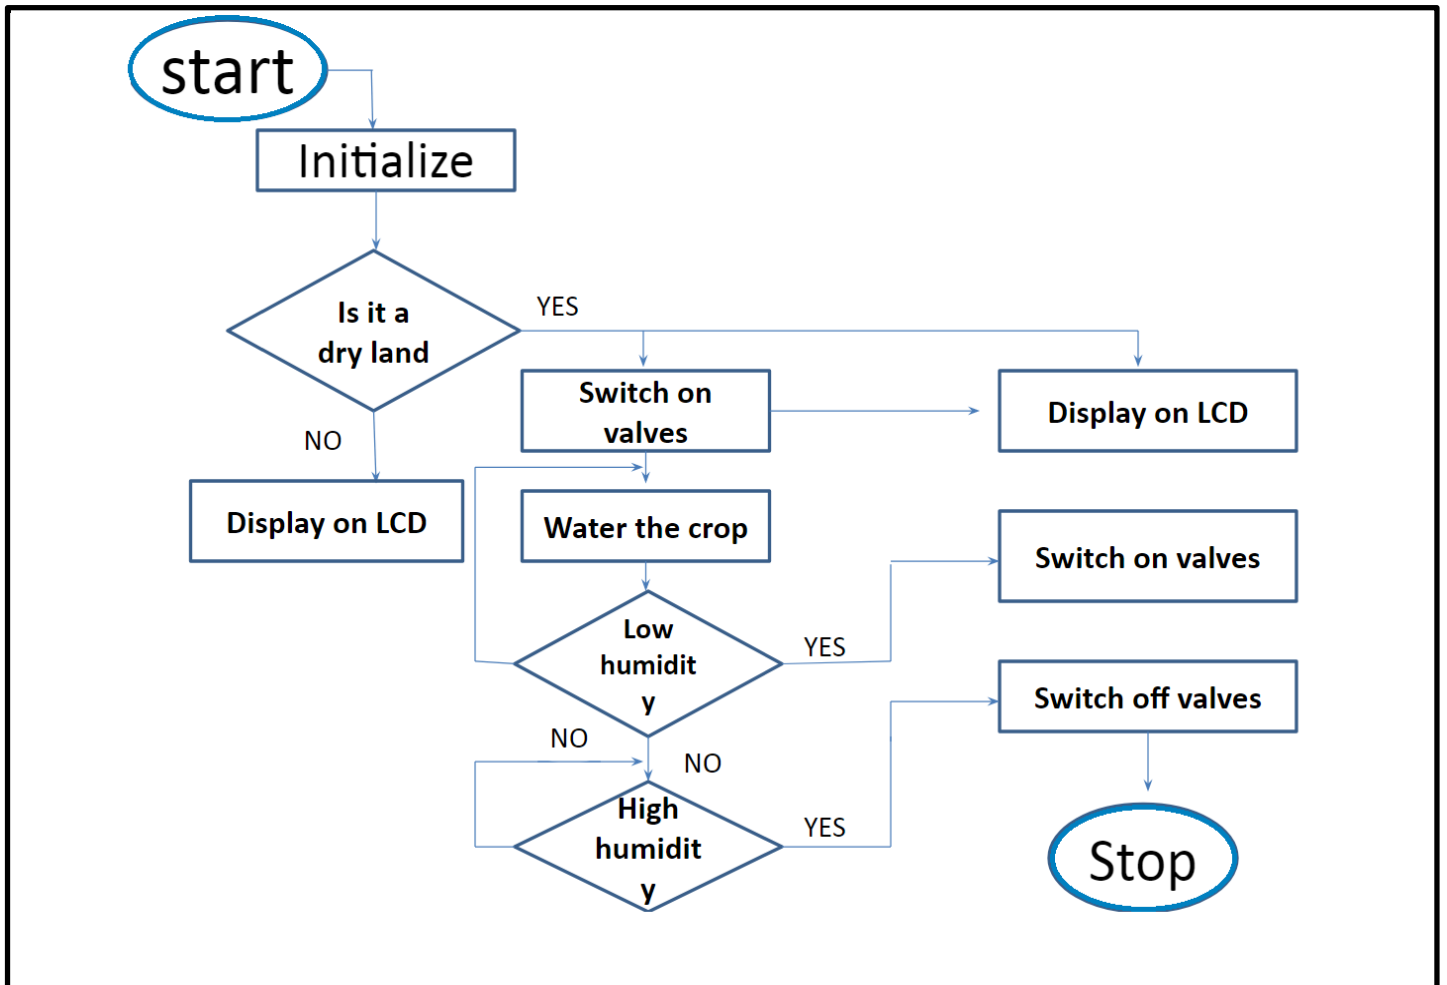 start
Initialize
Is it a
dry land
YES
NO
Switch on
valves
Display on LCD
Display on LCD
Water the crop
Switch on valves
Low
humidit
y
YES
Switch off valves
NO
NO
High
humidit
y
YES
Stop